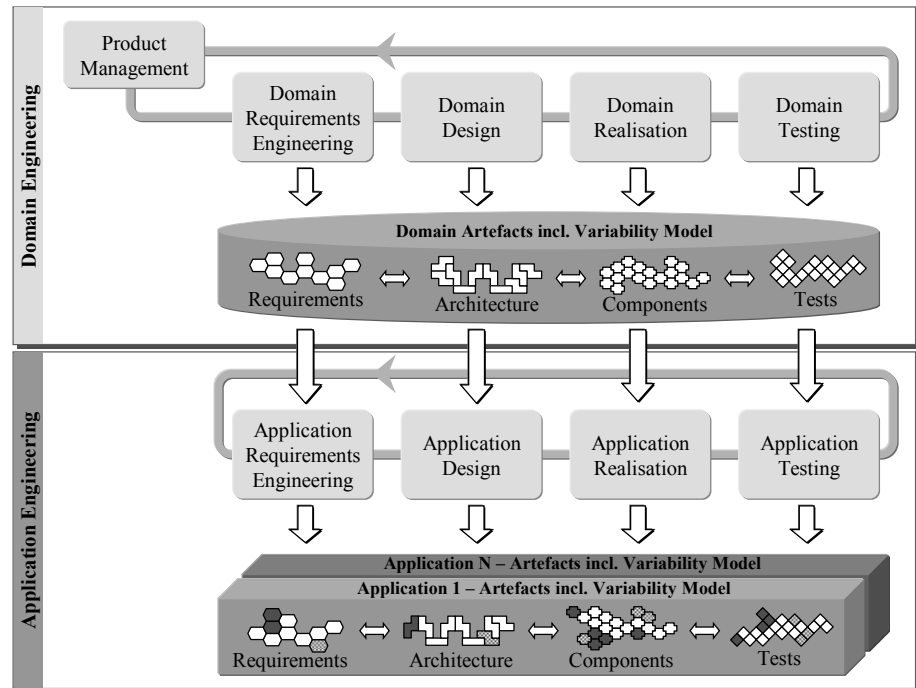 Domain Engineering
Product
Management
Domain
Requirements
Engineering
Domain
Design
Domain
Realisation
Domain
Testing
Domain Artefacts incl. Variability Model
Requirements
Architecture
Components
Tests
Application Engineering
Application
Requirements
Engineering
Application
Design
Application
Realisation
Application
Testing
Application N – Artefacts incl. Variability Model
Application 1 – Artefacts incl. Variability Model
Requirements
Architecture
Components
Tests